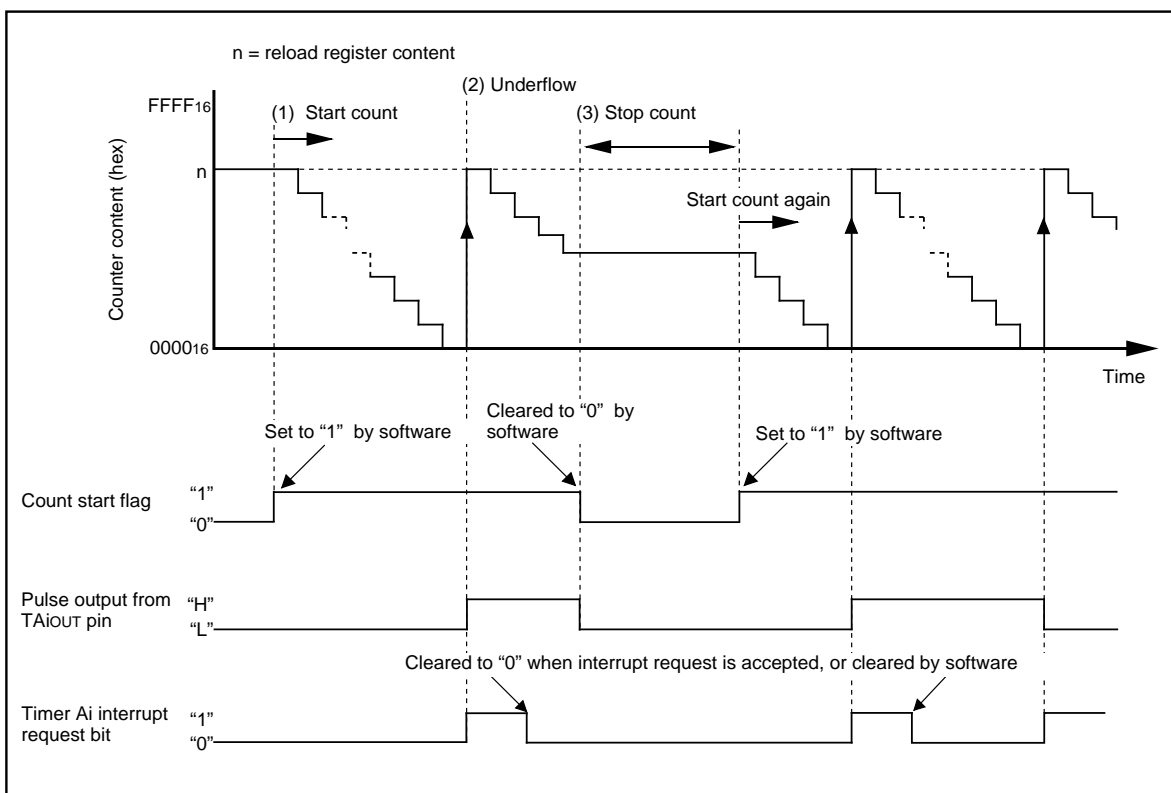 n = reload register content
(2) Underflow
FFFF16
(1) Start count
(3) Stop count
n
Start count again
Counter content (hex)
000016
Time
Cleared to “0” by
software
Set to “1” by software
Set to “1” by software
Count start flag
“1”
“0”
Pulse output from
TAiOUT pin
“H”
“L”
Cleared to “0” when interrupt request is accepted, or cleared by software
Timer Ai interrupt
request bit
“1”
“0”